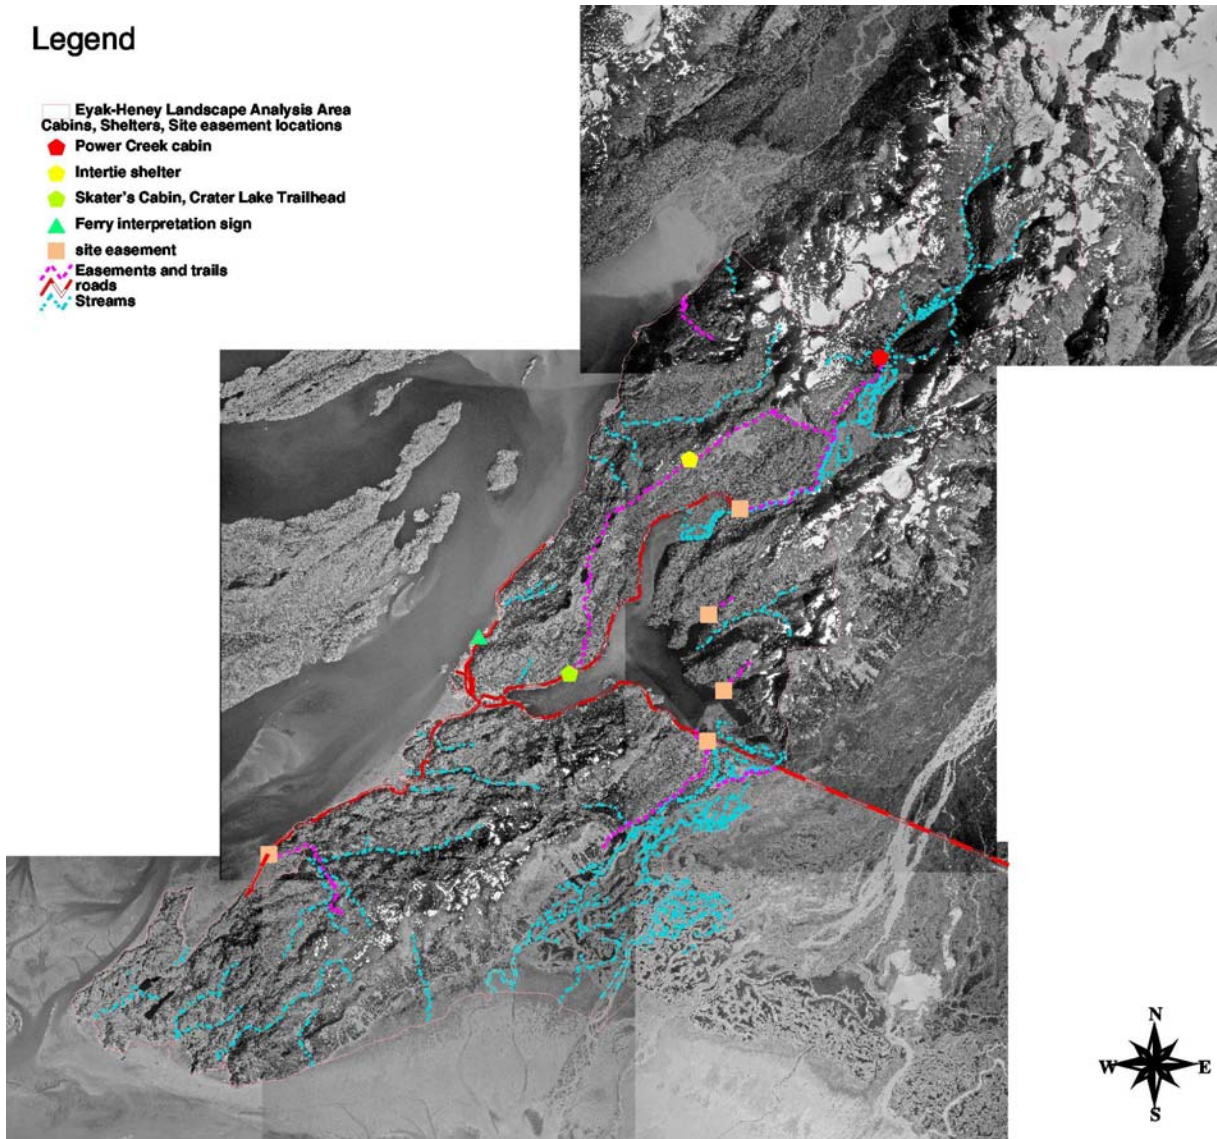 Legend
Eyak-Heney Landscape Analysis Area
Cabins, Shelters, Site easement locations
Power Creek cabin
Intertie shelter
Skater's Cabin, Crater Lake Trailhead
Ferry interpretation sign
site easement
Easements and trails
roads
Streams
N
W E
S